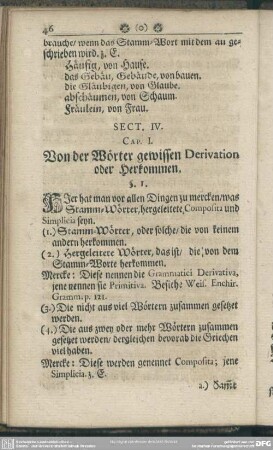 46 (o)
brauche/ wenn das Stamm-Wort mit dem au ge-
schrieben wird. z. E.
Häufig, von Hauffe.
das Gebäu, Gebäude, von bauen.
die Gläubigen, von Glaube.
abschäumen, von Schaum.
Fräulein, von Frau.
SECT. IV.
CAP. I.
Von der Wörter gewissen Derivation
oder Herkommen.
§. 1.
Hier hat man vor allen Dingen zu mercken/ was
Stamm-Wörter, hergeleitete, Composita und
Simplicia seyn.
(1.) Stamm-Wörter, oder solche/ die von keinem
andern herkommen.
(2.) Hergeleitete Wörter, das ist/ die von dem
Stamm-Worte herkommen.
Mercke: Diese nennen die Grammatici Derivativa,
jene nennen sie Primitiva. Besiehe Weis. Enchir.
Gramm. p. 121.
(3.) Die nicht aus viel Wörtern zusammen gesetzet
werden.
(4.) Die aus zwey oder mehr Wörtern zusammen
gesetzet werden/ dergleichen bevorab die Griechen
viel haben.
Mercke: Diese werden genennet Composita; jene
Simplicia. z. E.